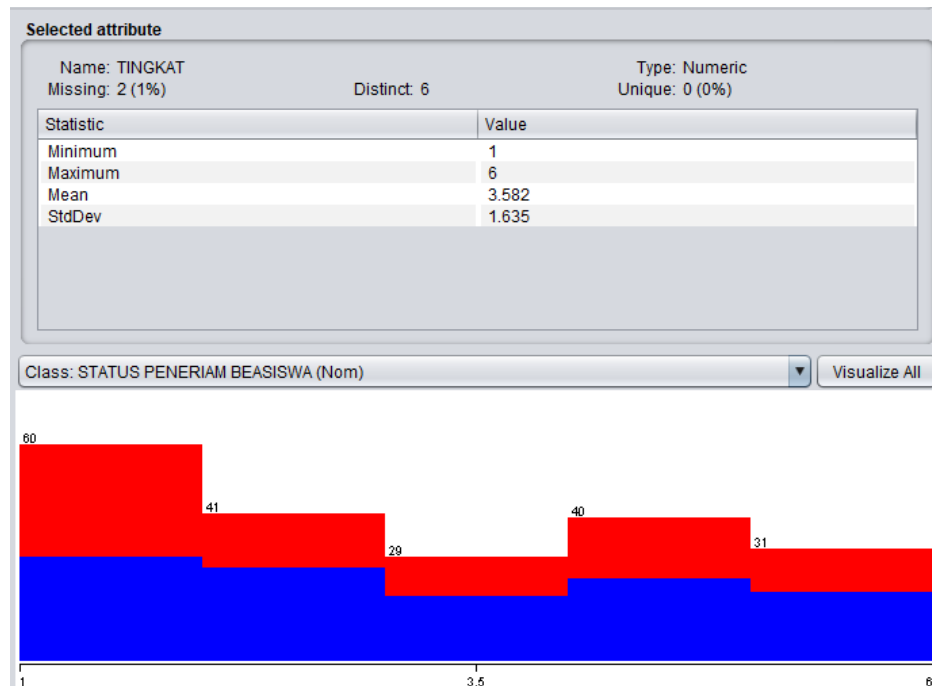 Selected attribute
Name: TINGKAT Type: Numeric
Missing: 2 (1%) Distinct: 6 Unique: 0 (0%)
Statistic Value
Minimum 1
Maximum 6
Mean 3.582
StdDev 1.635
Class: STATUS PENERIAM BEASISWA (Nom) Visualize All
60
41
29
40
31
1 3.5 6